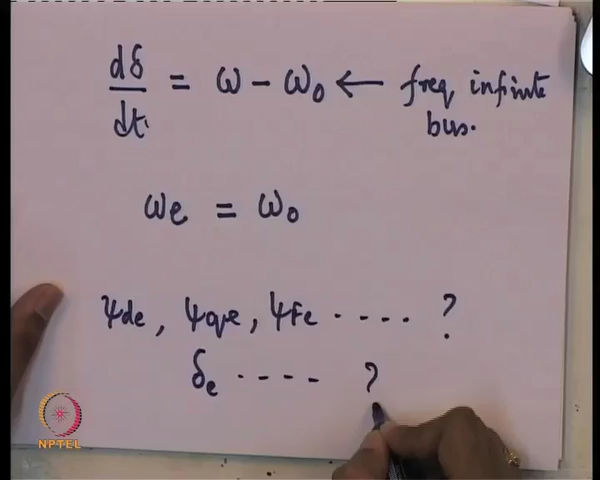 dδ/dt = ω - ω₀ ← freq infinite
bus.
ωe = ω₀
Ψde, Ψqe, ΨFe ---- ?
δe ---- ?
NPTEL